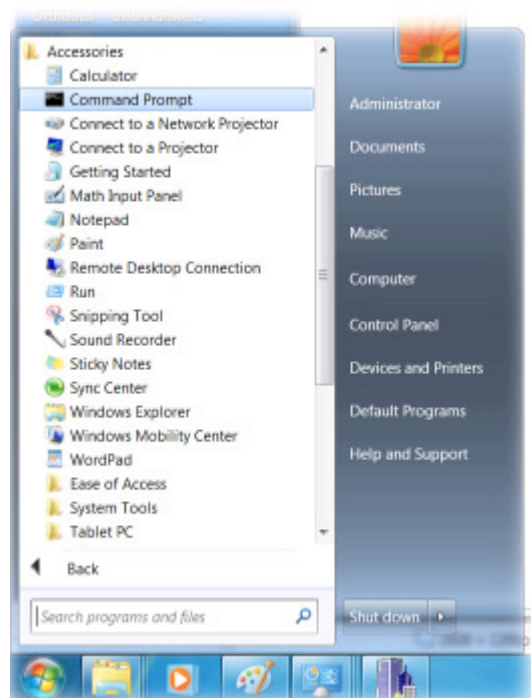 Accessories
Calculator
Command Prompt
Connect to a Network Projector
Connect to a Projector
Getting Started
Math Input Panel
Notepad
Paint
Remote Desktop Connection
Run
Snipping Tool
Sound Recorder
Sticky Notes
Sync Center
Windows Explorer
Windows Mobility Center
WordPad
Ease of Access
System Tools
Tablet PC
Back
Search programs and files
Administrator
Documents
Pictures
Music
Computer
Control Panel
Devices and Printers
Default Programs
Help and Support
Shut down